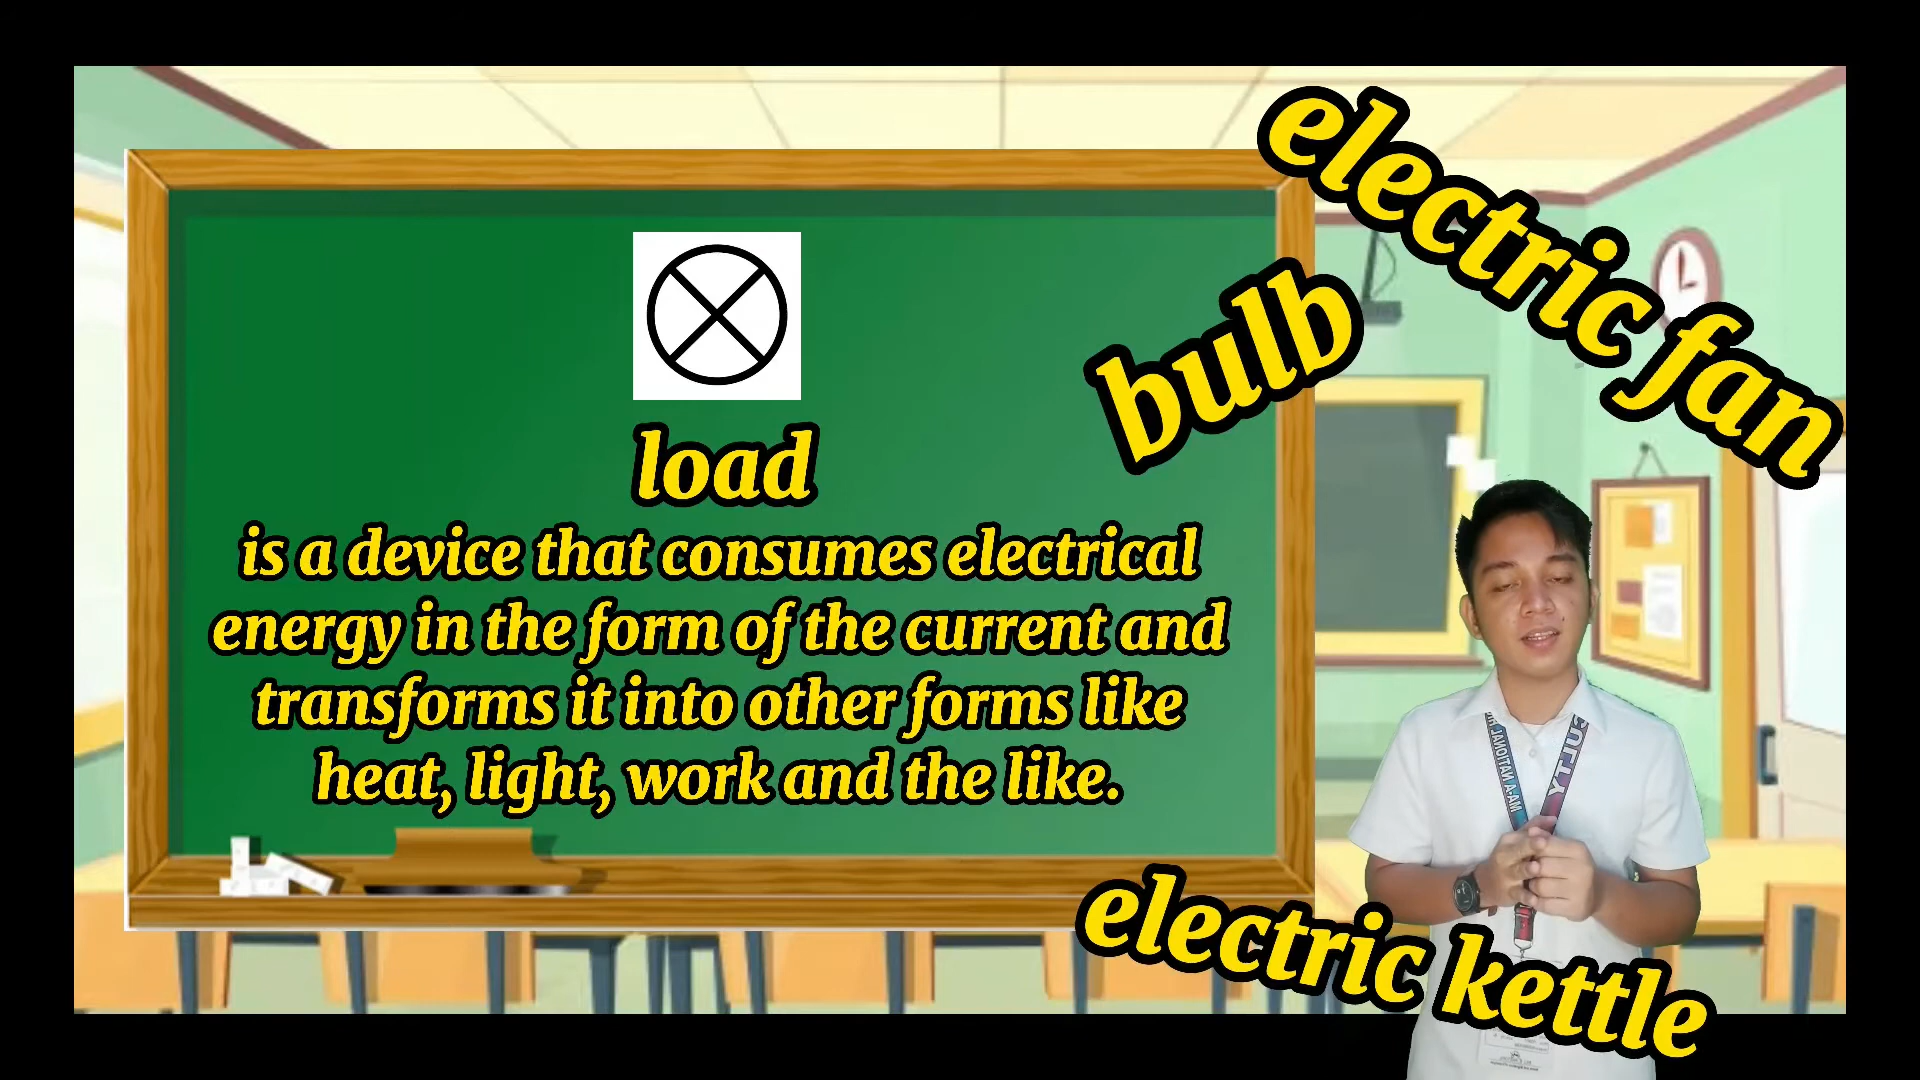 electric fan
bulb
load
is a device that consumes electrical
energy in the form of the current and
transforms it into other forms like
heat, light, work and the like.
electric kettle